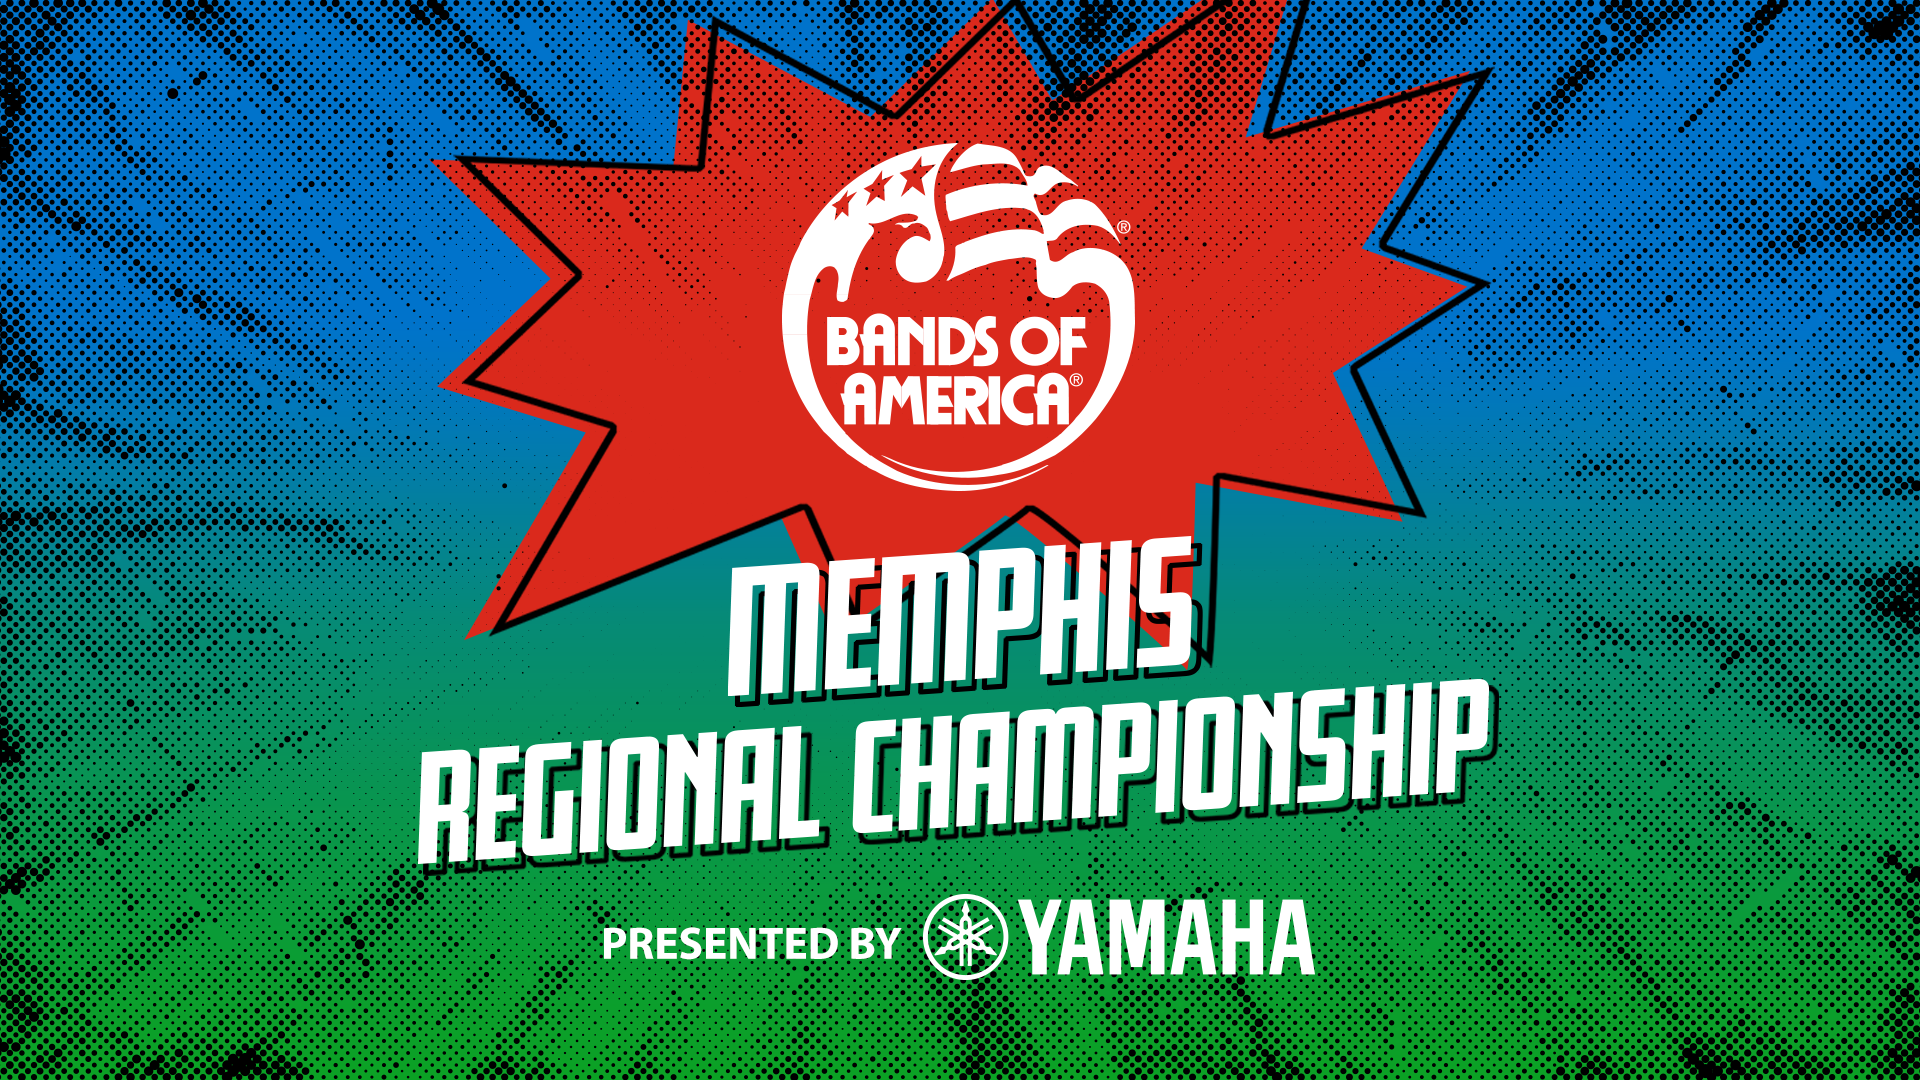 BANDS OF
AMERICA®
®
MEMPHIS
REGIONAL CHAMPIONSHIP
PRESENTED BY YAMAHA